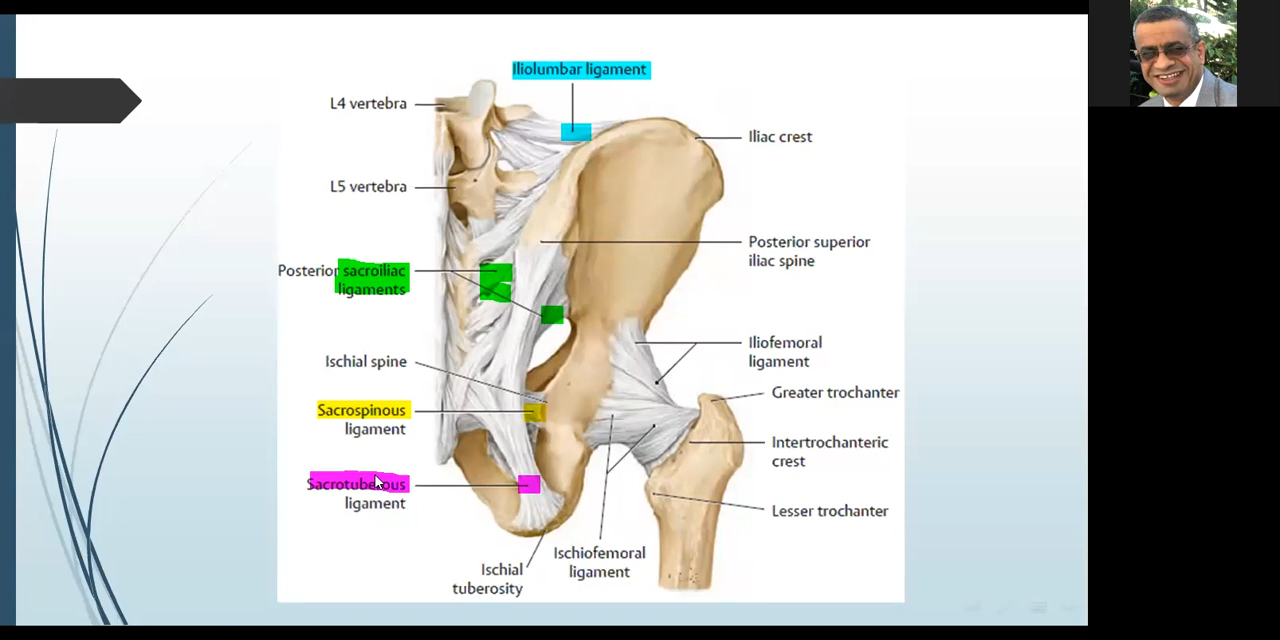 Iliolumbar ligament
L4 vertebra
Iliac crest
L5 vertebra
Posterior superior
iliac spine
Posterior sacroiliac
ligaments
Ischial spine
Iliofemoral
ligament
Greater trochanter
Sacrospinous
ligament
Intertrochanteric
crest
Sacrotuberous
ligament
Lesser trochanter
Ischiofemoral
ligament
Ischial
tuberosity